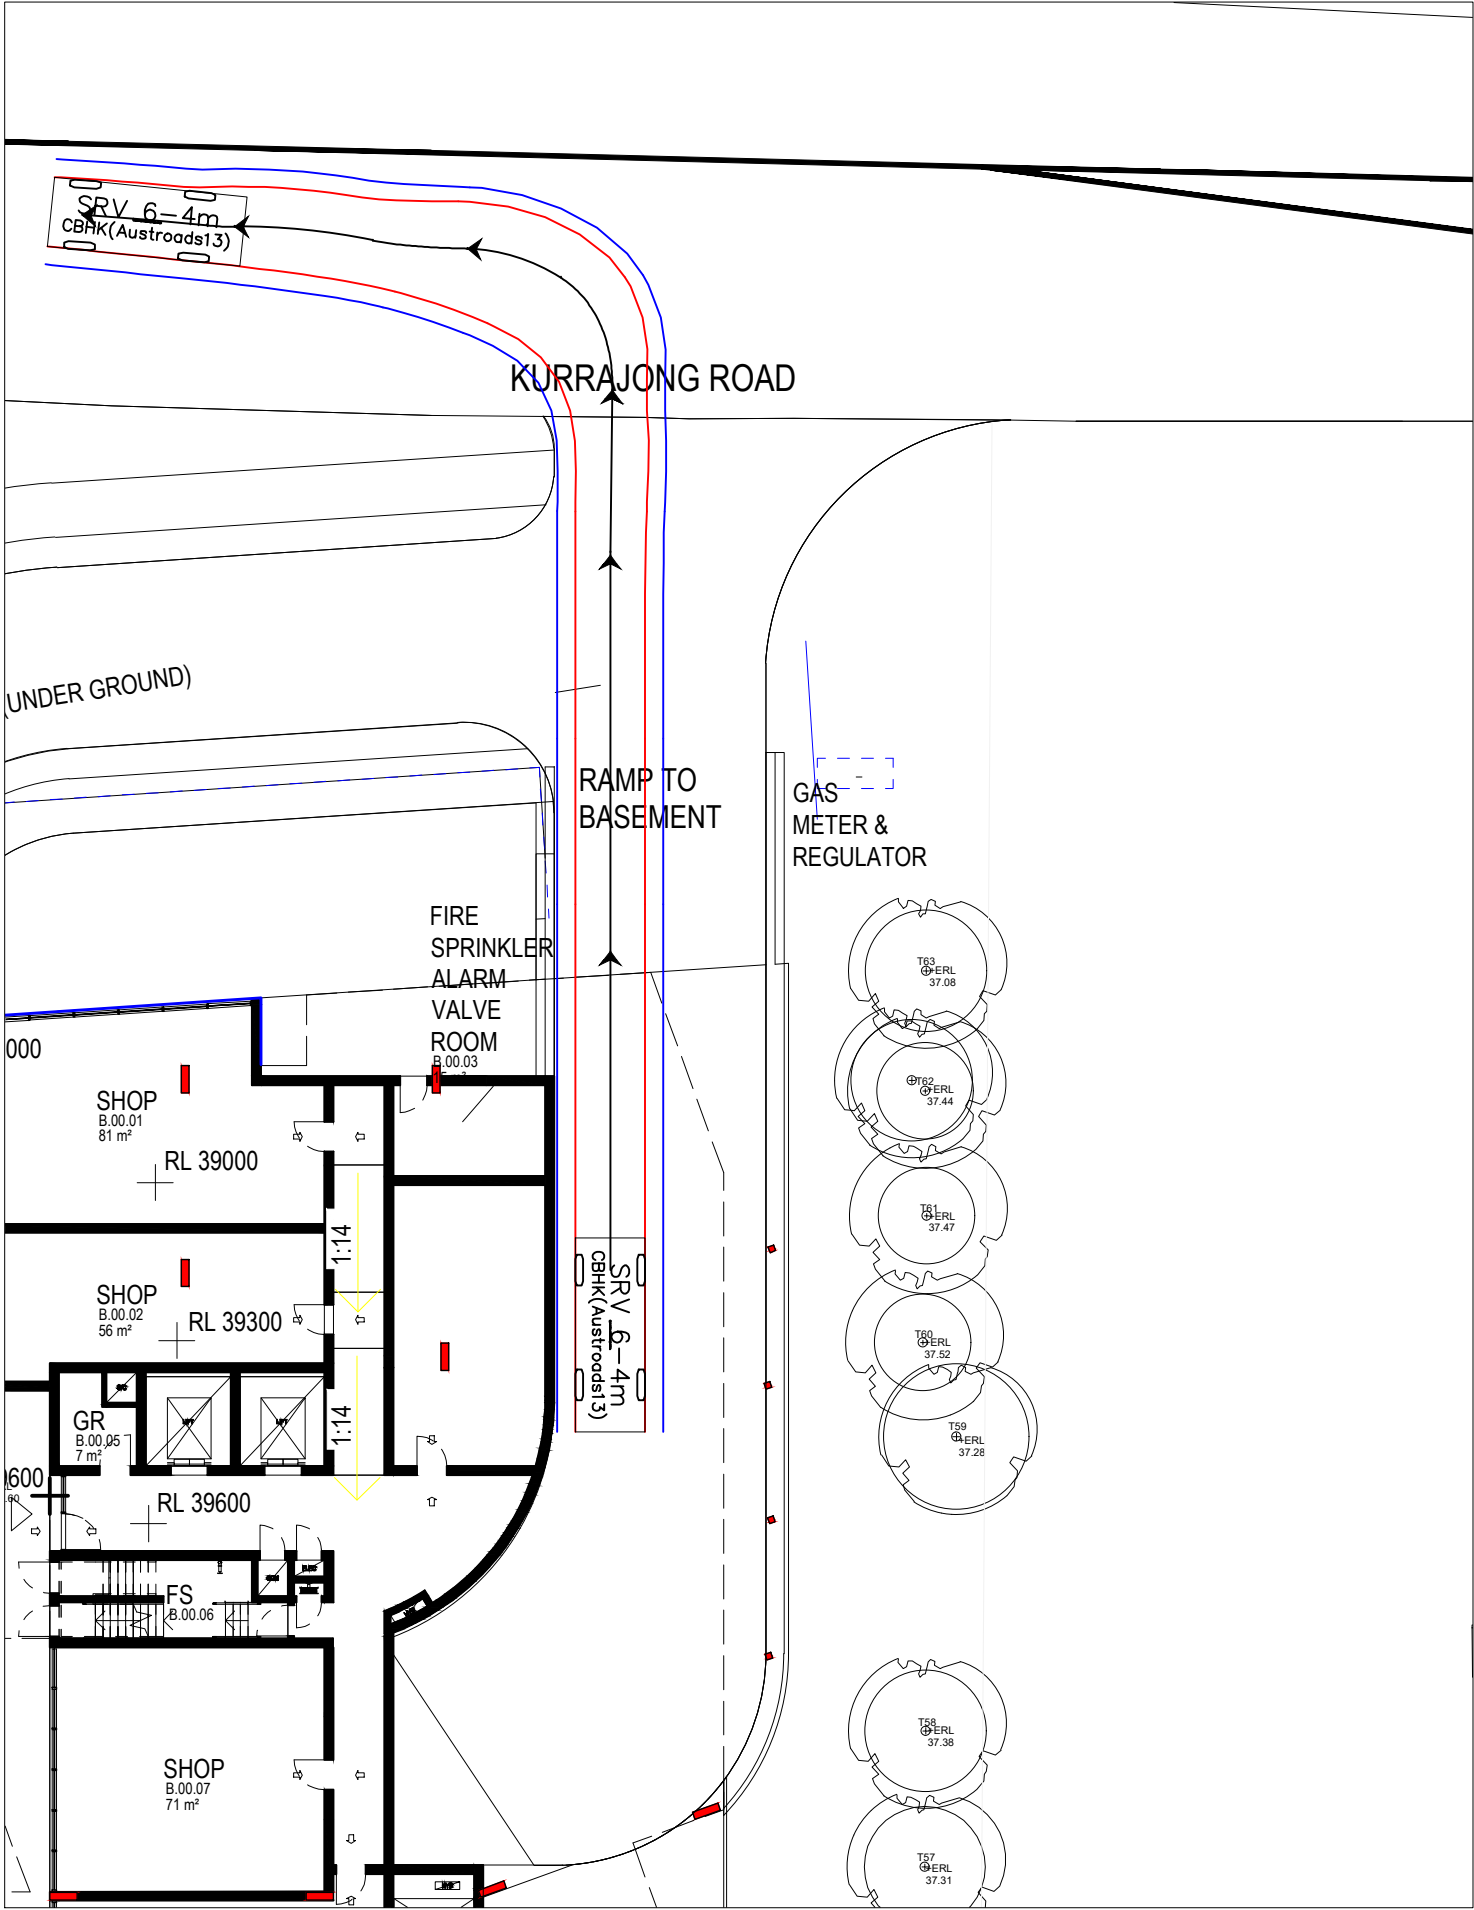 SRV 6-4m
CBHK(Austroads13)
KURRAJONG ROAD
(UNDER GROUND)
RAMP TO
BASEMENT
GAS
METER &
REGULATOR
FIRE
SPRINKLER
ALARM
VALVE
ROOM
B.00.03
T63
ERL
37.08
000
SHOP
B.00.01
81 m²
RL 39000
T62
ERL
37.44
T61
ERL
37.47
1:14
SHOP
B.00.02
56 m²
RL 39300
SRV 6-4m
CBHK(Austroads13)
T60
ERL
37.52
GR
B.00.05
7 m²
LIFT
LIFT
1:14
T59
ERL
37.28
600
RL 39600
FS
B.00.06
SHOP
B.00.07
71 m²
T58
ERL
37.38
T57
ERL
37.31